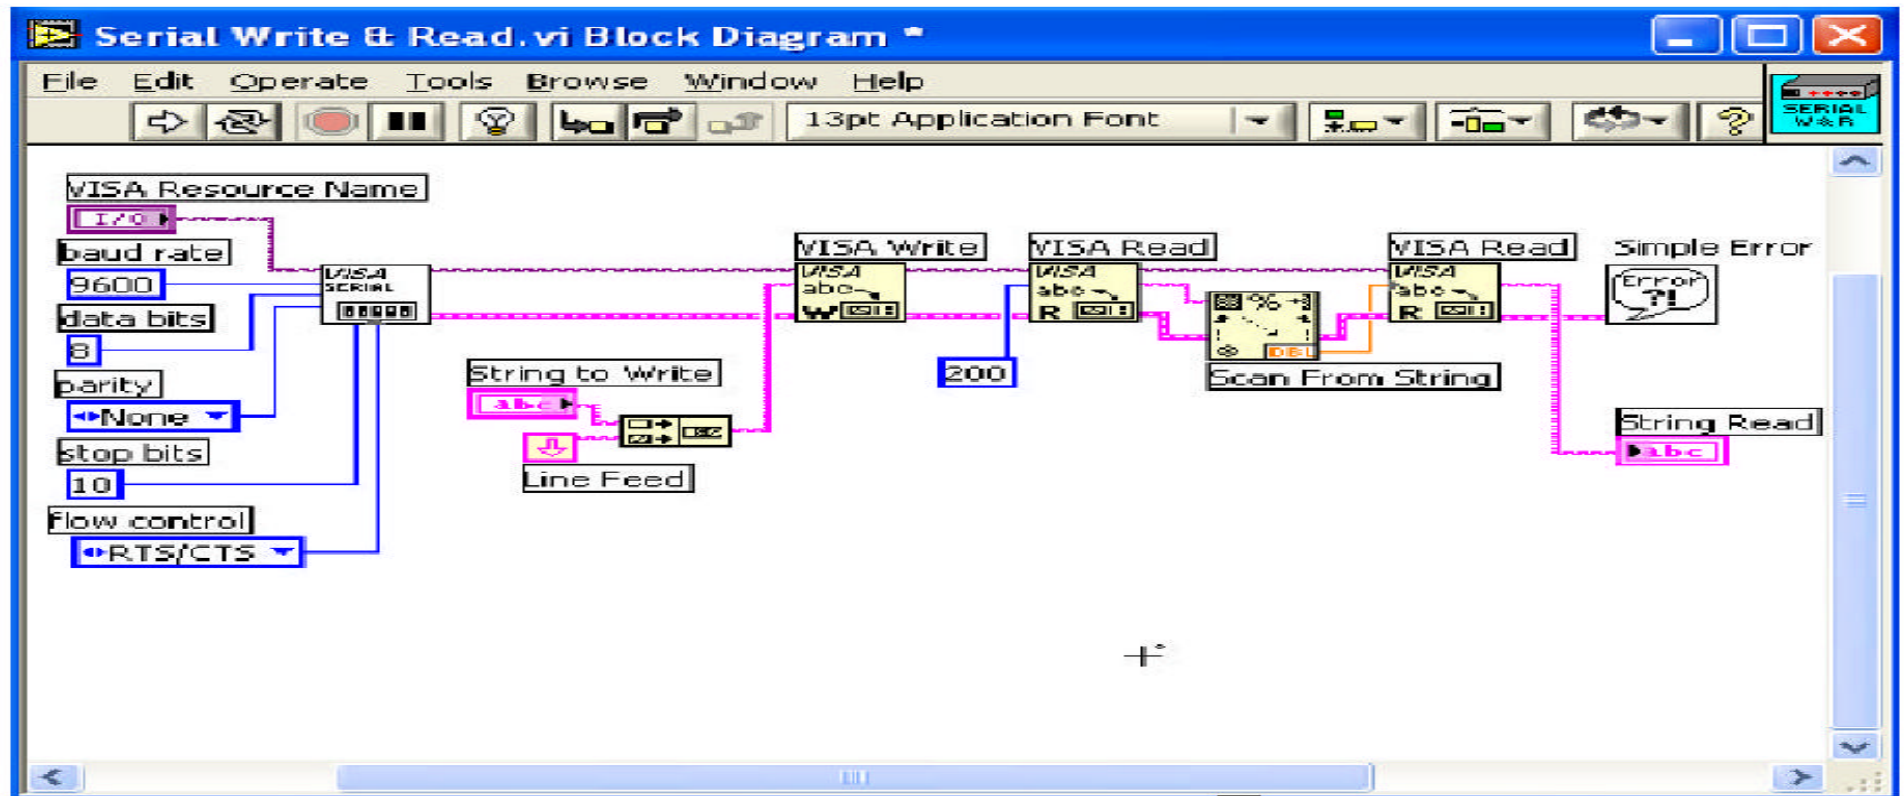 Serial Write & Read.vi Block Diagram *
File Edit Operate Tools Browse Window Help
13pt Application Font
?
SERIAL
W & R
VISA Resource Name
I/O
baud rate
9600
data bits
8
parity
None
stop bits
10
flow control
RTS/CTS
VISA
SERIAL
String to Write
abc
Line Feed
VISA Write
VISA
abc
W
VISA Read
VISA
abc
R
200
%
DBL
Scan From String
VISA Read
VISA
abc
R
Simple Error
Error
?!
String Read
abc